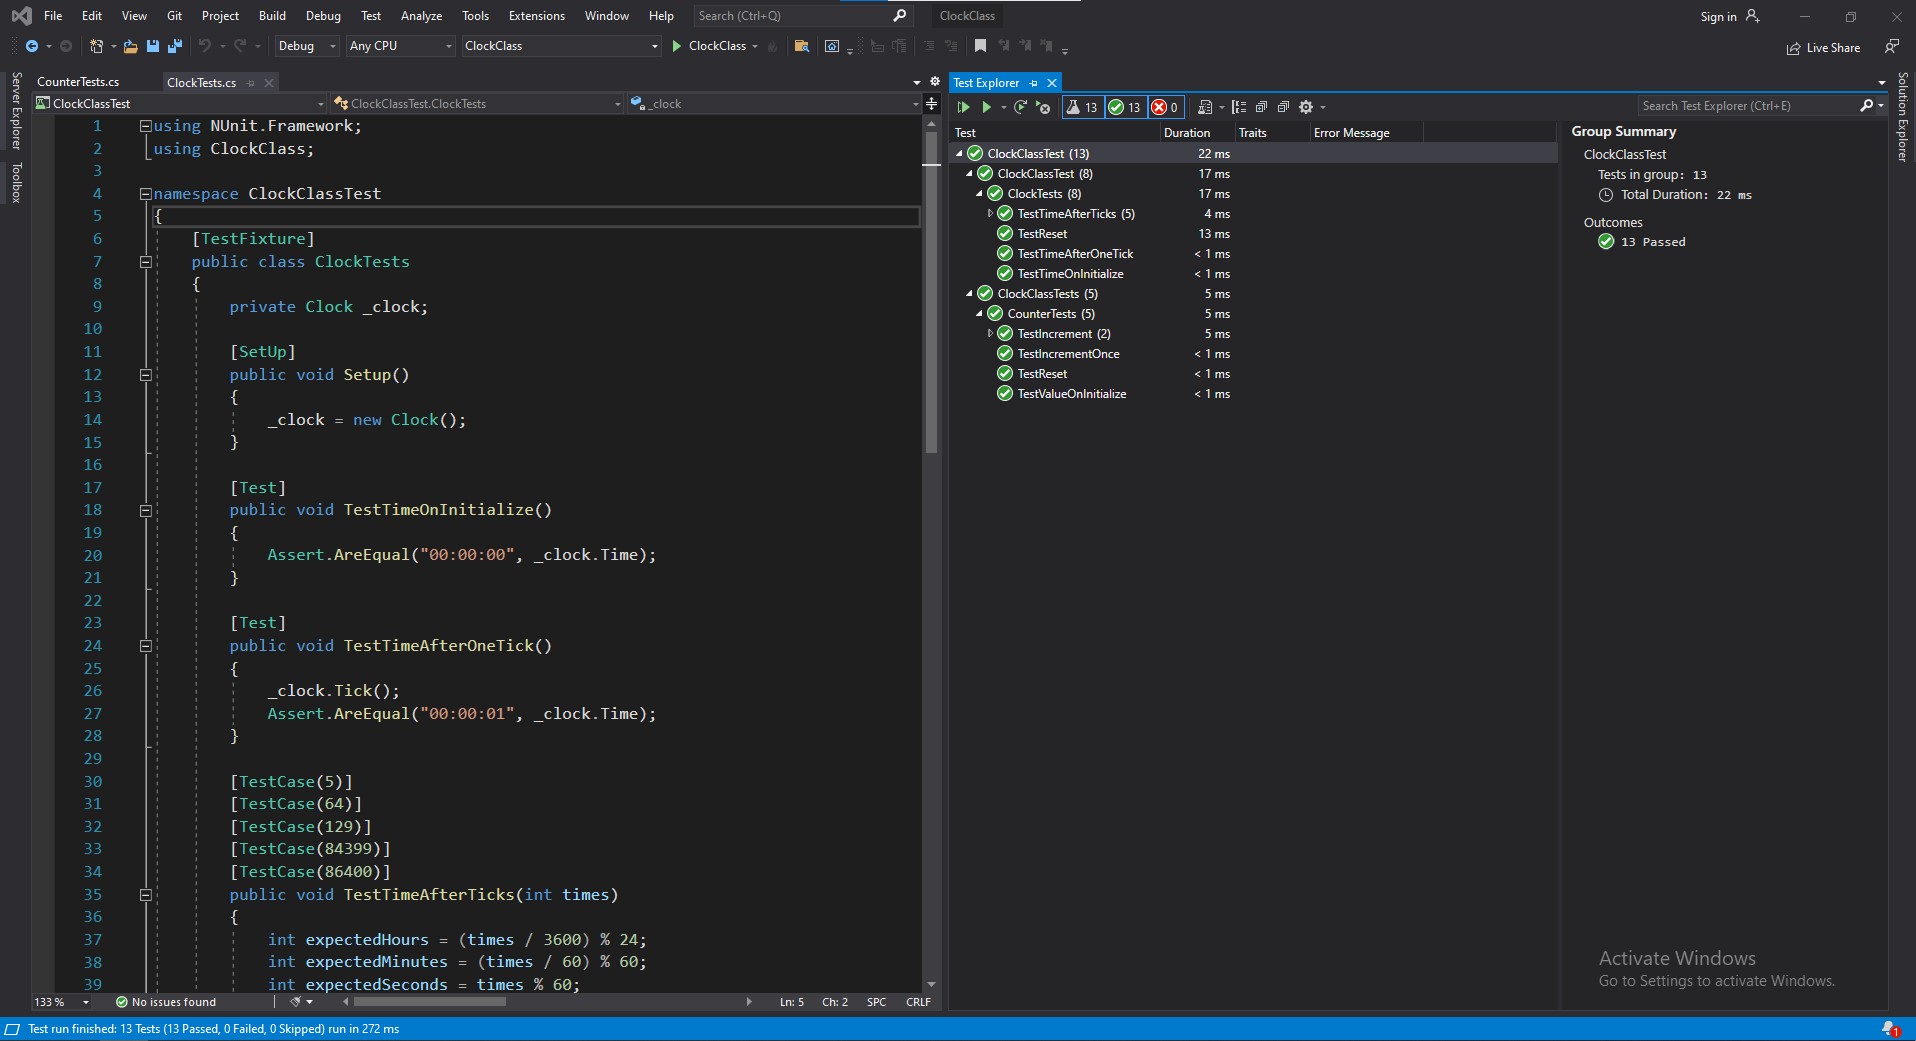 File Edit View Git Project Build Debug Test Analyze Tools Extensions Window Help Search (Ctrl+Q) ClockClass Sign in
Debug Any CPU ClockClass ClockClass Live Share
Server Explorer
Toolbox
CounterTests.cs ClockTests.cs
ClockClassTest ClockClassTest.ClockTests _clock
1 using NUnit.Framework;
2 using ClockClass;
3
4 namespace ClockClassTest
5 {
6 [TestFixture]
7 public class ClockTests
8 {
9 private Clock _clock;
10
11 [SetUp]
12 public void Setup()
13 {
14 _clock = new Clock();
15 }
16
17 [Test]
18 public void TestTimeOnInitialize()
19 {
20 Assert.AreEqual("00:00:00", _clock.Time);
21 }
22
23 [Test]
24 public void TestTimeAfterOneTick()
25 {
26 _clock.Tick();
27 Assert.AreEqual("00:00:01", _clock.Time);
28 }
29
30 [TestCase(5)]
31 [TestCase(64)]
32 [TestCase(129)]
33 [TestCase(84399)]
34 [TestCase(86400)]
35 public void TestTimeAfterTicks(int times)
36 {
37 int expectedHours = (times / 3600) % 24;
38 int expectedMinutes = (times / 60) % 60;
39 int expectedSeconds = times % 60;
133 % No issues found Ln: 5 Ch: 2 SPC CRLF
Test Explorer
13 13 0 Search Test Explorer (Ctrl+E)
Test Duration Traits Error Message
ClockClassTest (13) 22 ms
ClockClassTest (8) 17 ms
ClockTests (8) 17 ms
TestTimeAfterTicks (5) 4 ms
TestReset 13 ms
TestTimeAfterOneTick < 1 ms
TestTimeOnInitialize < 1 ms
ClockClassTests (5) 5 ms
CounterTests (5) 5 ms
TestIncrement (2) 5 ms
TestIncrementOnce < 1 ms
TestReset < 1 ms
TestValueOnInitialize < 1 ms
Group Summary
ClockClassTest
Tests in group: 13
Total Duration: 22 ms
Outcomes
13 Passed
Solution Explorer
Activate Windows
Go to Settings to activate Windows.
Test run finished: 13 Tests (13 Passed, 0 Failed, 0 Skipped) run in 272 ms 1